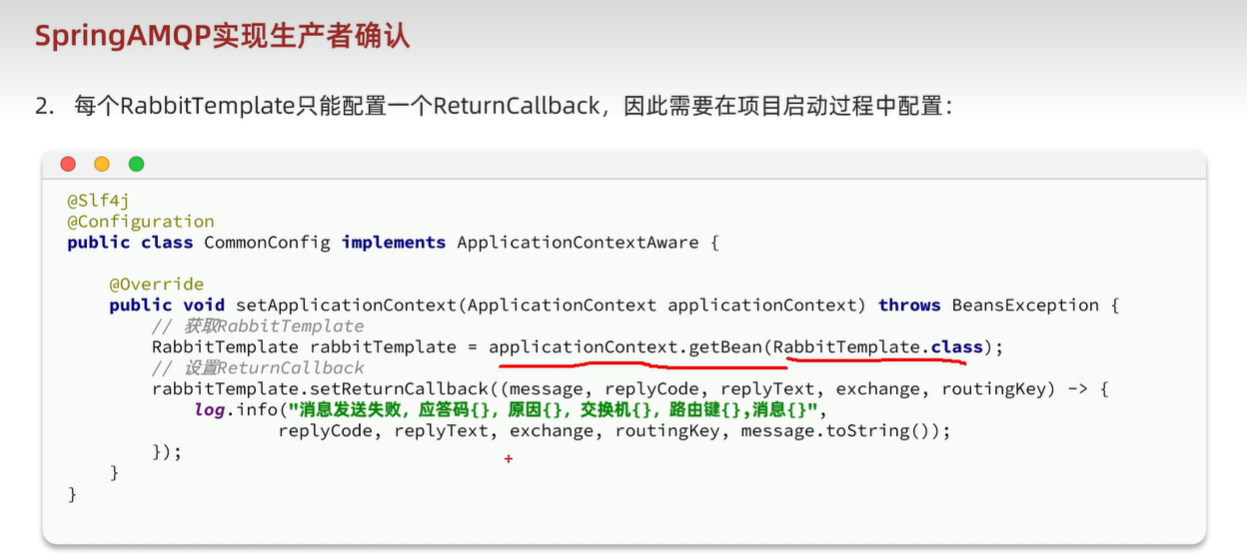 SpringAMQP实现生产者确认
2. 每个RabbitTemplate只能配置一个ReturnCallback，因此需要在项目启动过程中配置：
@Slf4j
@Configuration
public class CommonConfig implements ApplicationContextAware {
@Override
public void setApplicationContext(ApplicationContext applicationContext) throws BeansException {
// 获取RabbitTemplate
RabbitTemplate rabbitTemplate = applicationContext.getBean(RabbitTemplate.class);
// 设置ReturnCallback
rabbitTemplate.setReturnCallback((message, replyCode, replyText, exchange, routingKey) -> {
log.info("消息发送失败，应答码{}，原因{}，交换机{}，路由键{},消息{}",
replyCode, replyText, exchange, routingKey, message.toString());
});
}
}